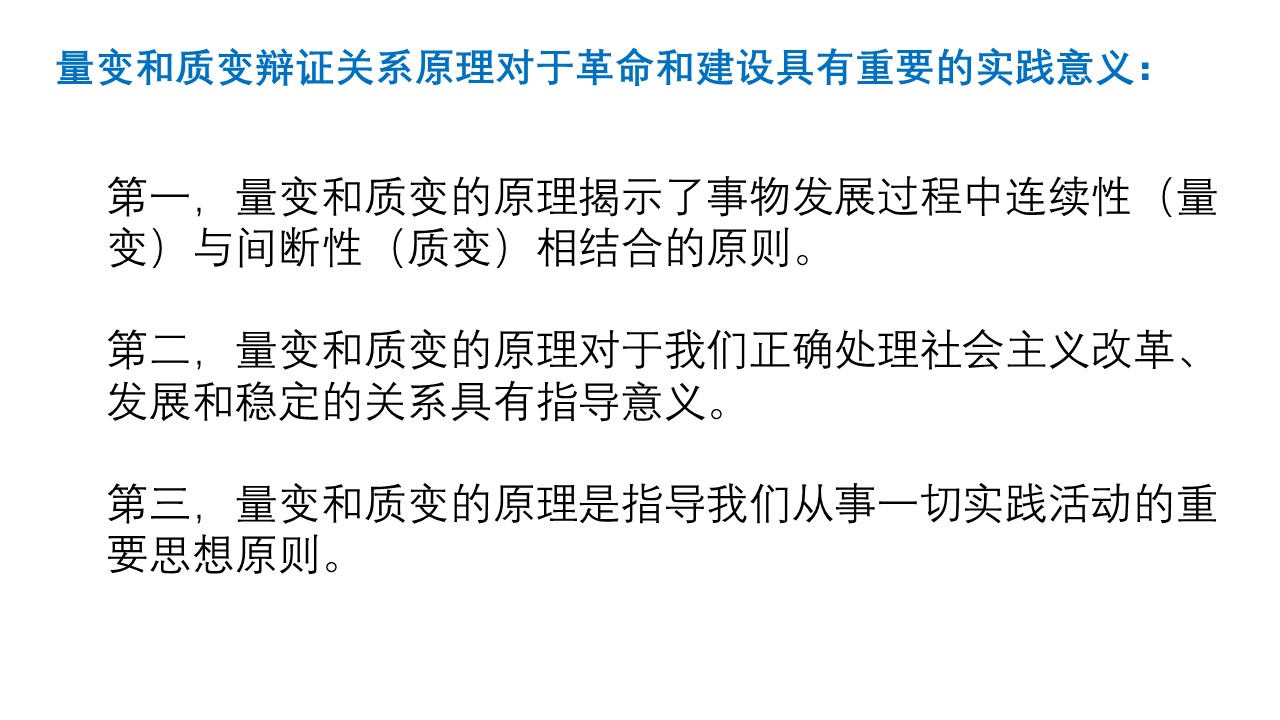 量变和质变辩证关系原理对于革命和建设具有重要的实践意义：
第一，量变和质变的原理揭示了事物发展过程中连续性（量
变）与间断性（质变）相结合的原则。
第二，量变和质变的原理对于我们正确处理社会主义改革、
发展和稳定的关系具有指导意义。
第三，量变和质变的原理是指导我们从事一切实践活动的重
要思想原则。